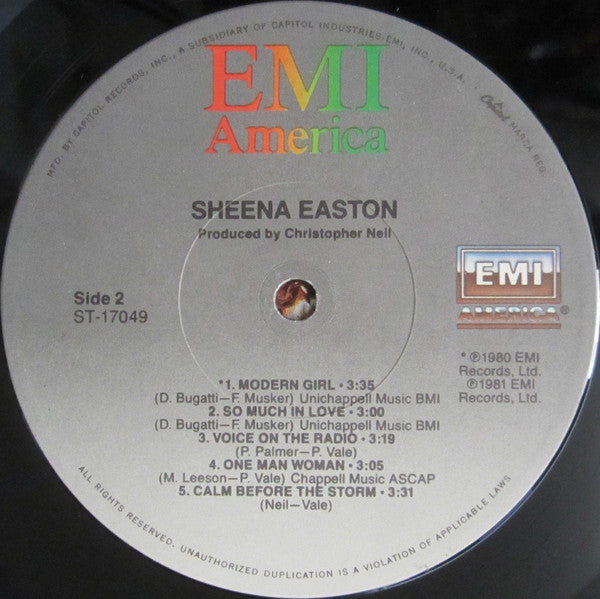 MFD. BY CAPITOL RECORDS, INC., A SUBSIDIARY OF CAPITOL INDUSTRIES-EMI, INC., U.S.A.
Capitol MARCA REG.
EMI
America
SHEENA EASTON
Produced by Christopher Neil
Side 2
ST-17049
EMI
AMERICA®
* ℗1980 EMI
Records, Ltd.
℗1981 EMI
Records, Ltd.
*1. MODERN GIRL • 3:35
(D. Bugatti—F. Musker) Unichappell Music BMI
2. SO MUCH IN LOVE • 3:00
(D. Bugatti—F. Musker) Unichappell Music BMI
3. VOICE ON THE RADIO • 3:19
(P. Palmer—P. Vale)
4. ONE MAN WOMAN • 3:05
(M. Leeson—P. Vale) Chappell Music ASCAP
5. CALM BEFORE THE STORM • 3:31
(Neil—Vale)
ALL RIGHTS RESERVED. UNAUTHORIZED DUPLICATION IS A VIOLATION OF APPLICABLE LAWS